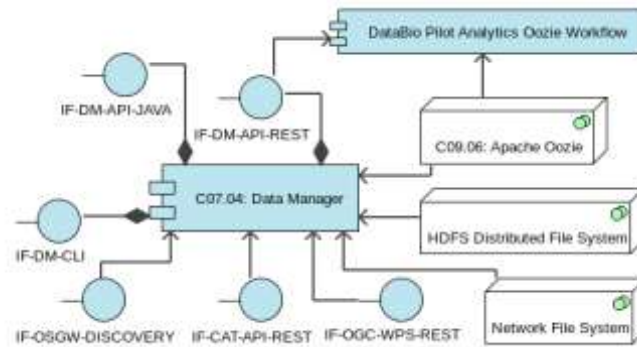 DataBio Pilot Analytics Oozie Workflow
IF-DM-API-JAVA
IF-DM-API-REST
C09.06: Apache Oozie
C07.04: Data Manager
HDFS Distributed File System
IF-DM-CLI
IF-OSGW-DISCOVERY
IF-CAT-API-REST
IF-OGC-WPS-REST
Network File System